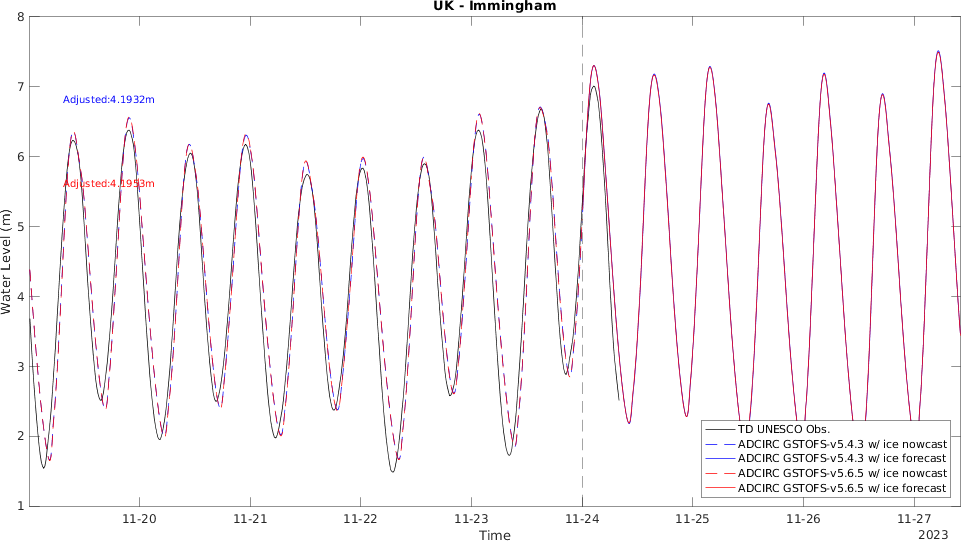 UK - Immingham
8
7
6
5
4
3
2
1
Water Level (m)
Adjusted:4.1932m
Adjusted:4.1953m
TD UNESCO Obs.
ADCIRC GSTOFS-v5.4.3 w/ ice nowcast
ADCIRC GSTOFS-v5.4.3 w/ ice forecast
ADCIRC GSTOFS-v5.6.5 w/ ice nowcast
ADCIRC GSTOFS-v5.6.5 w/ ice forecast
11-20 11-21 11-22 11-23 11-24 11-25 11-26 11-27
Time
2023